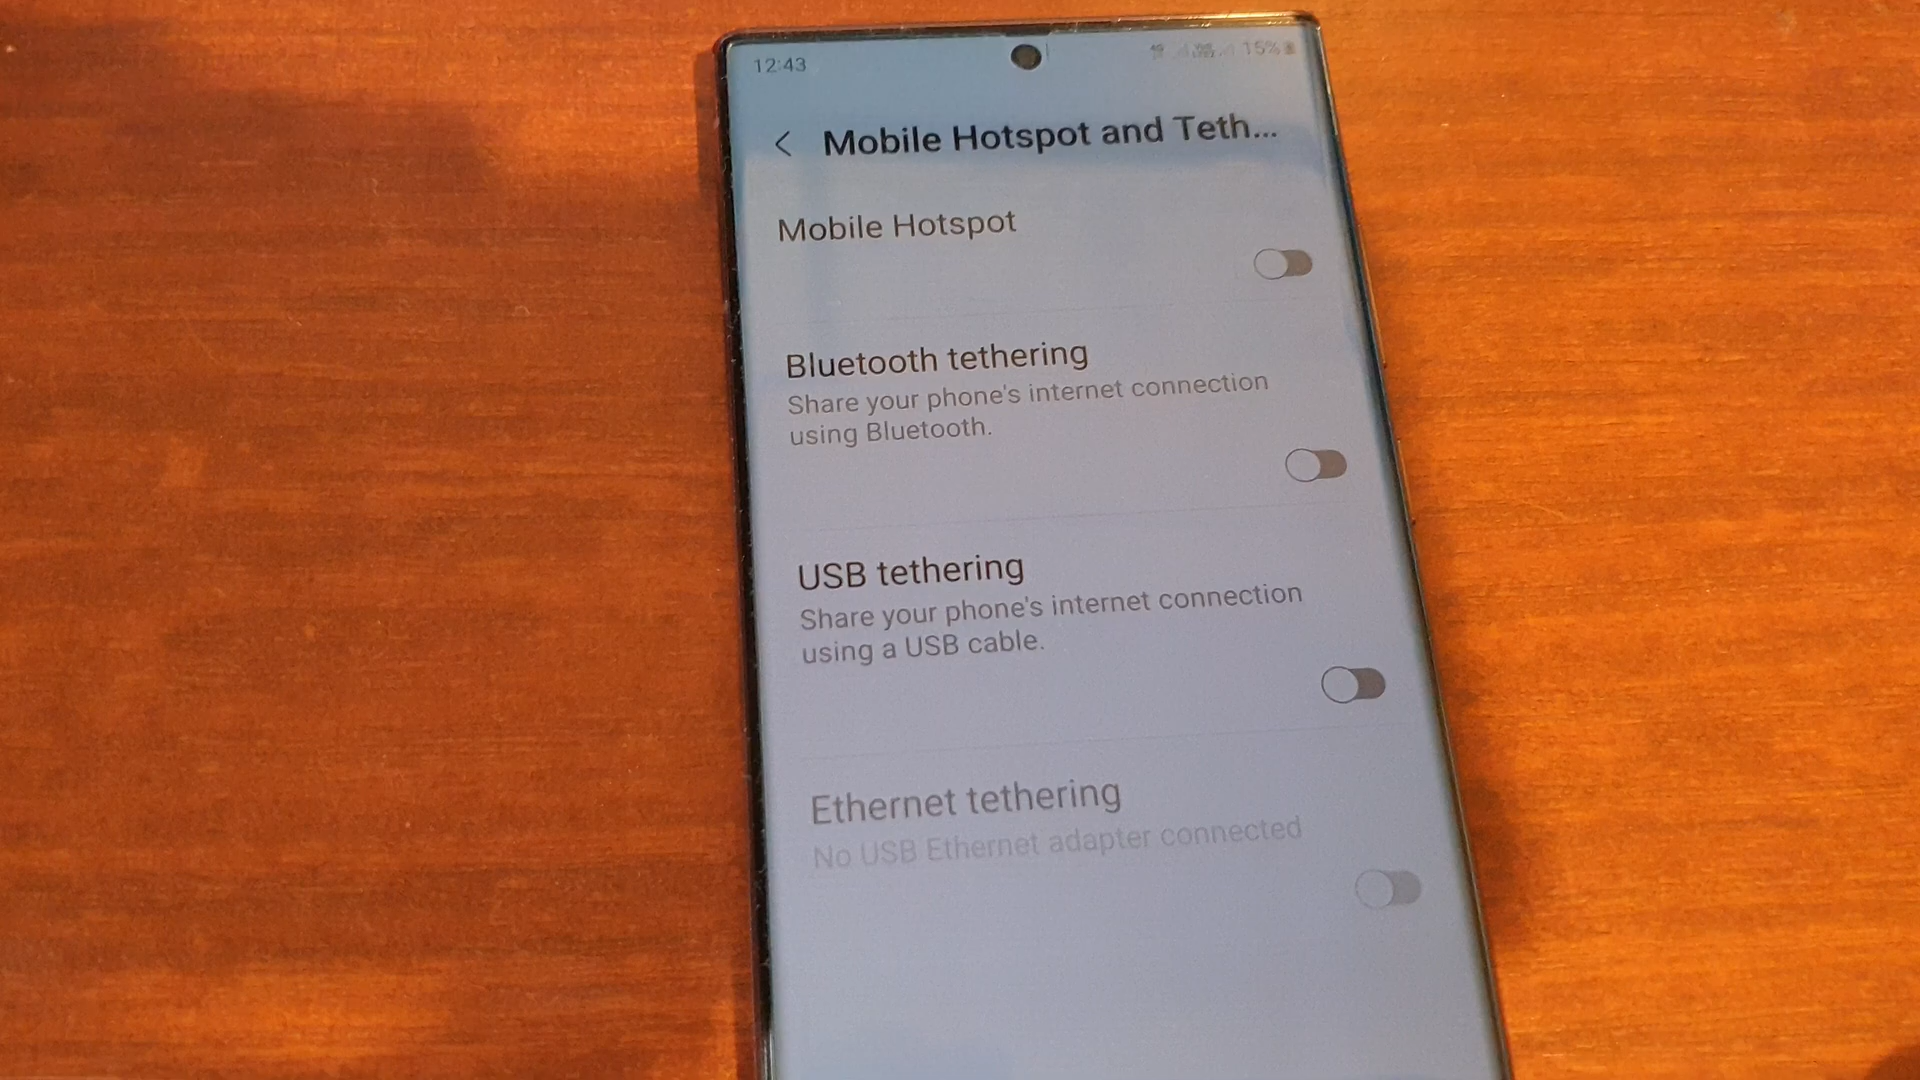 12:43
15%
Mobile Hotspot and Teth...
Mobile Hotspot
Bluetooth tethering
Share your phone's internet connection
using Bluetooth.
USB tethering
Share your phone's internet connection
using a USB cable.
Ethernet tethering
No USB Ethernet adapter connected